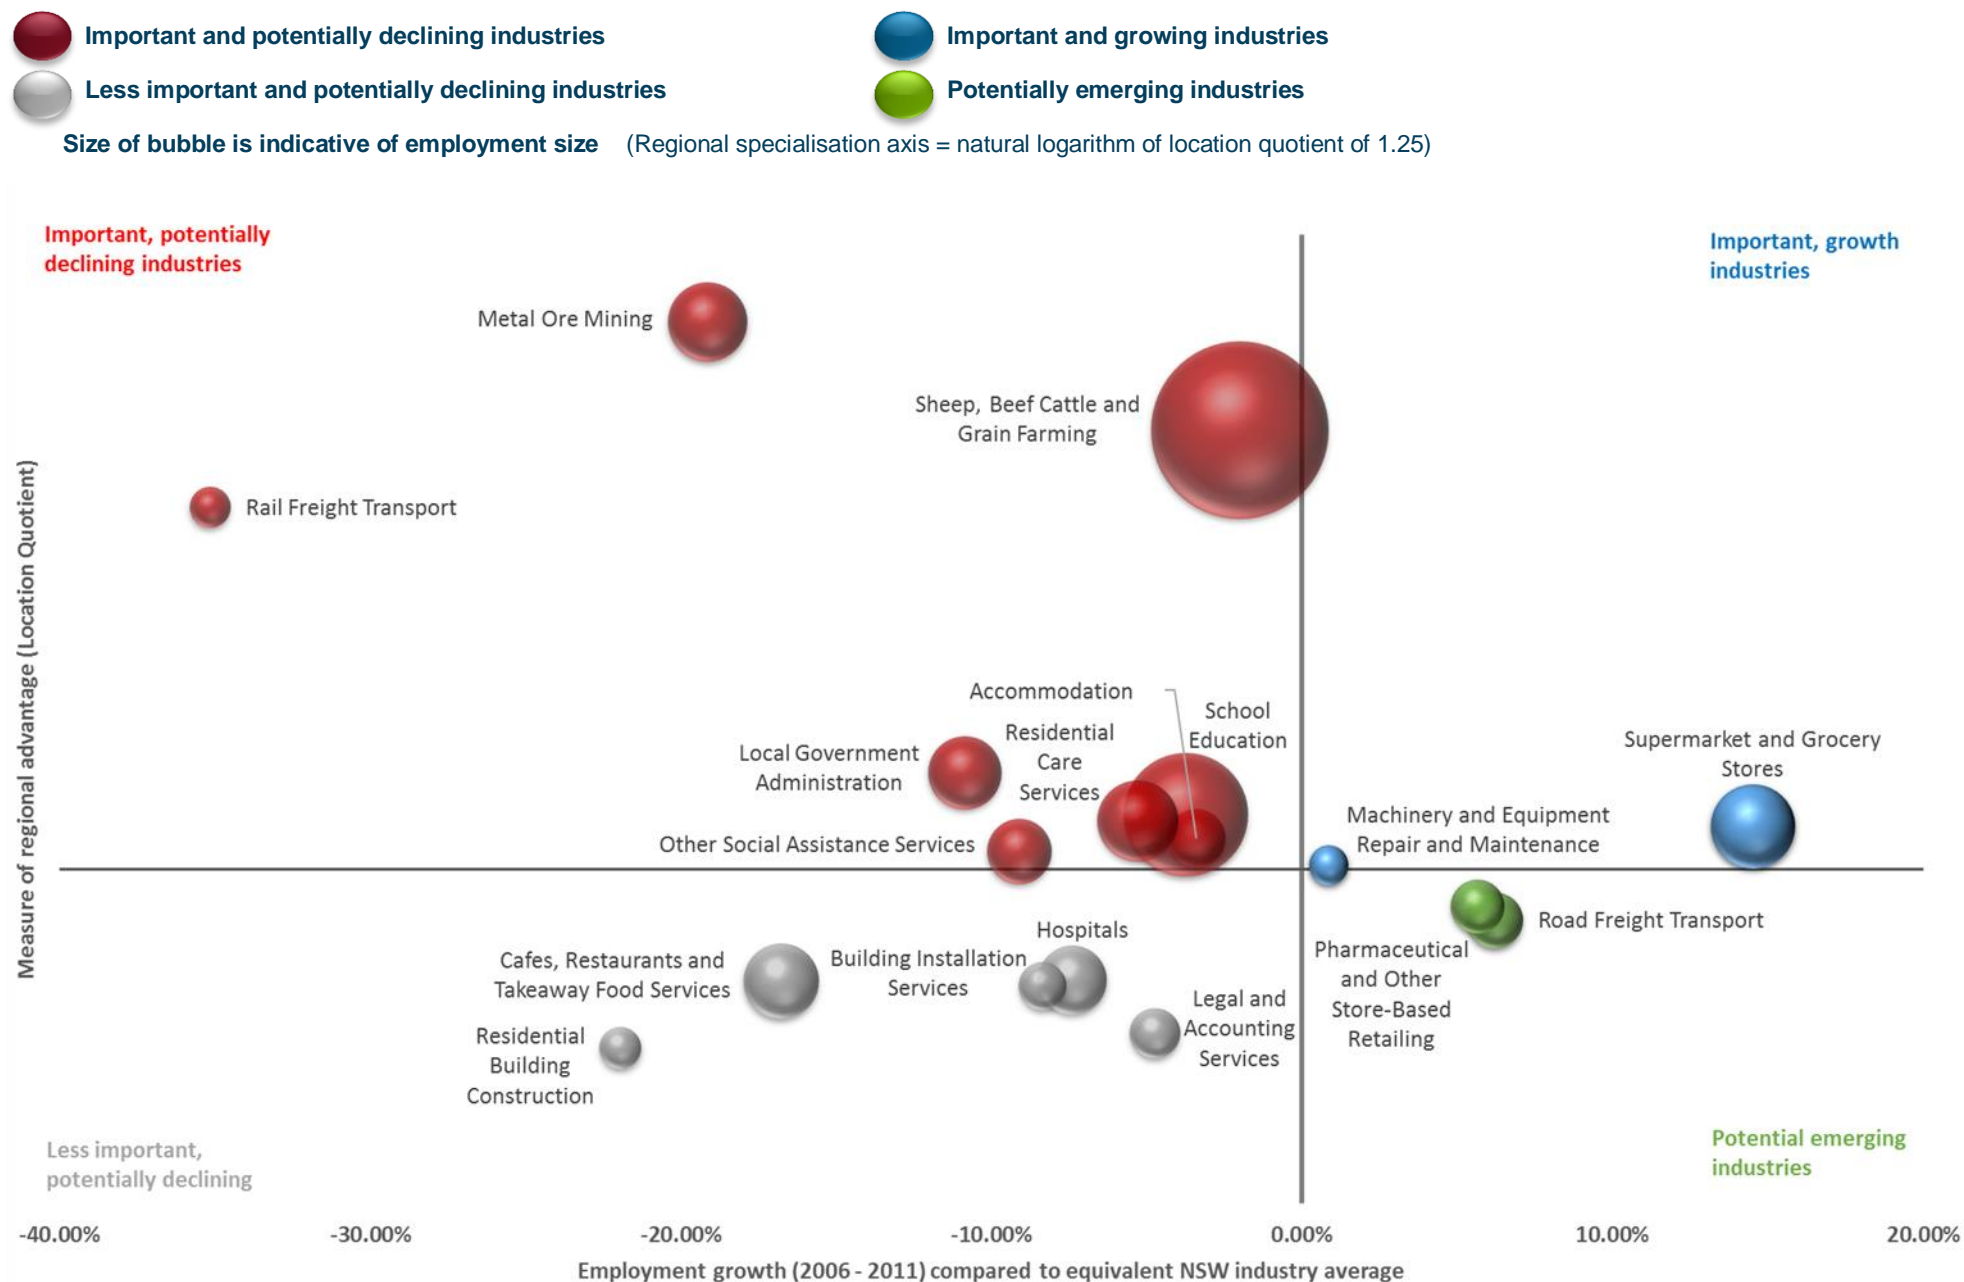 Important and potentially declining industries
Important and growing industries
Less important and potentially declining industries
Potentially emerging industries
Size of bubble is indicative of employment size (Regional specialisation axis = natural logarithm of location quotient of 1.25)
Important, potentially
declining industries
Important, growth
industries
Metal Ore Mining
Sheep, Beef Cattle and
Grain Farming
Rail Freight Transport
Measure of regional advantage (Location Quotient)
Accommodation
School
Education
Residential
Care
Services
Local Government
Administration
Supermarket and Grocery
Stores
Machinery and Equipment
Repair and Maintenance
Other Social Assistance Services
Road Freight Transport
Hospitals
Pharmaceutical
and Other
Store-Based
Retailing
Cafes, Restaurants and
Takeaway Food Services
Building Installation
Services
Legal and
Accounting
Services
Residential
Building
Construction
Less important,
potentially declining
Potential emerging
industries
-40.00%
-30.00%
-20.00%
-10.00%
0.00%
10.00%
20.00%
Employment growth (2006 - 2011) compared to equivalent NSW industry average